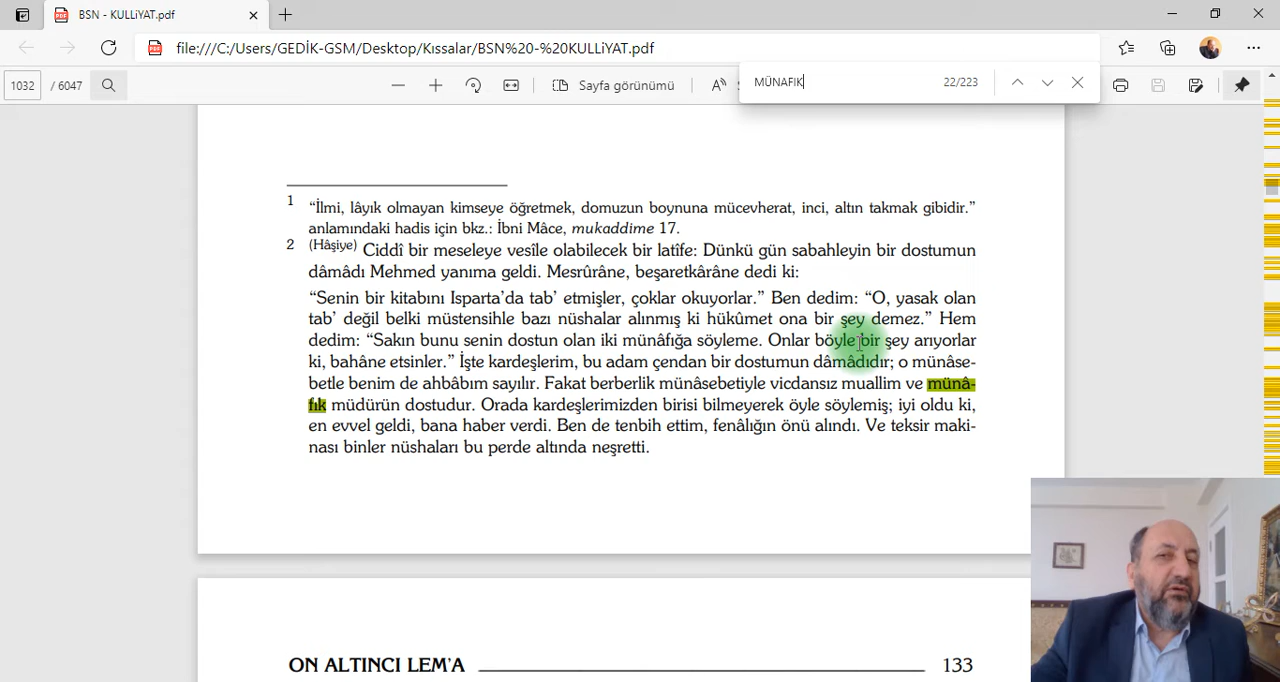 BSN - KULLiYAT.pdf
file:///C:/Users/GEDİK-GSM/Desktop/Kıssalar/BSN%20-%20KULLiYAT.pdf
1032 / 6047
Sayfa görünümü
MÜNAFIK
22/223
1 “İlmi, lâyık olmayan kimseye öğretmek, domuzun boynuna mücevherat, inci, altın takmak gibidir.”
anlamındaki hadis için bkz.: İbni Mâce, mukaddime 17.
2 (Hâşiye) Ciddî bir meseleye vesîle olabilecek bir latîfe: Dünkü gün sabahleyin bir dostumun
dâmâdı Mehmed yanıma geldi. Mesrûrâne, beşaretkârâne dedi ki:
“Senin bir kitabını Isparta’da tab’ etmişler, çoklar okuyorlar.” Ben dedim: “O, yasak olan
tab’ değil belki müstensihle bazı nüshalar alınmış ki hükûmet ona bir şey demez.” Hem
dedim: “Sakın bunu senin dostun olan iki münâfığa söyleme. Onlar böyle bir şey arıyorlar
ki, bahâne etsinler.” İşte kardeşlerim, bu adam çendan bir dostumun dâmâdıdır; o münâse-
betle benim de ahbâbım sayılır. Fakat berberlik münâsebetiyle vicdansız muallim ve münâ-
fık müdürün dostudur. Orada kardeşlerimizden birisi bilmeyerek öyle söylemiş; iyi oldu ki,
en evvel geldi, bana haber verdi. Ben de tenbih ettim, fenâlığın önü alındı. Ve teksir maki-
nası binler nüshaları bu perde altında neşretti.
ON ALTINCI LEM’A 133